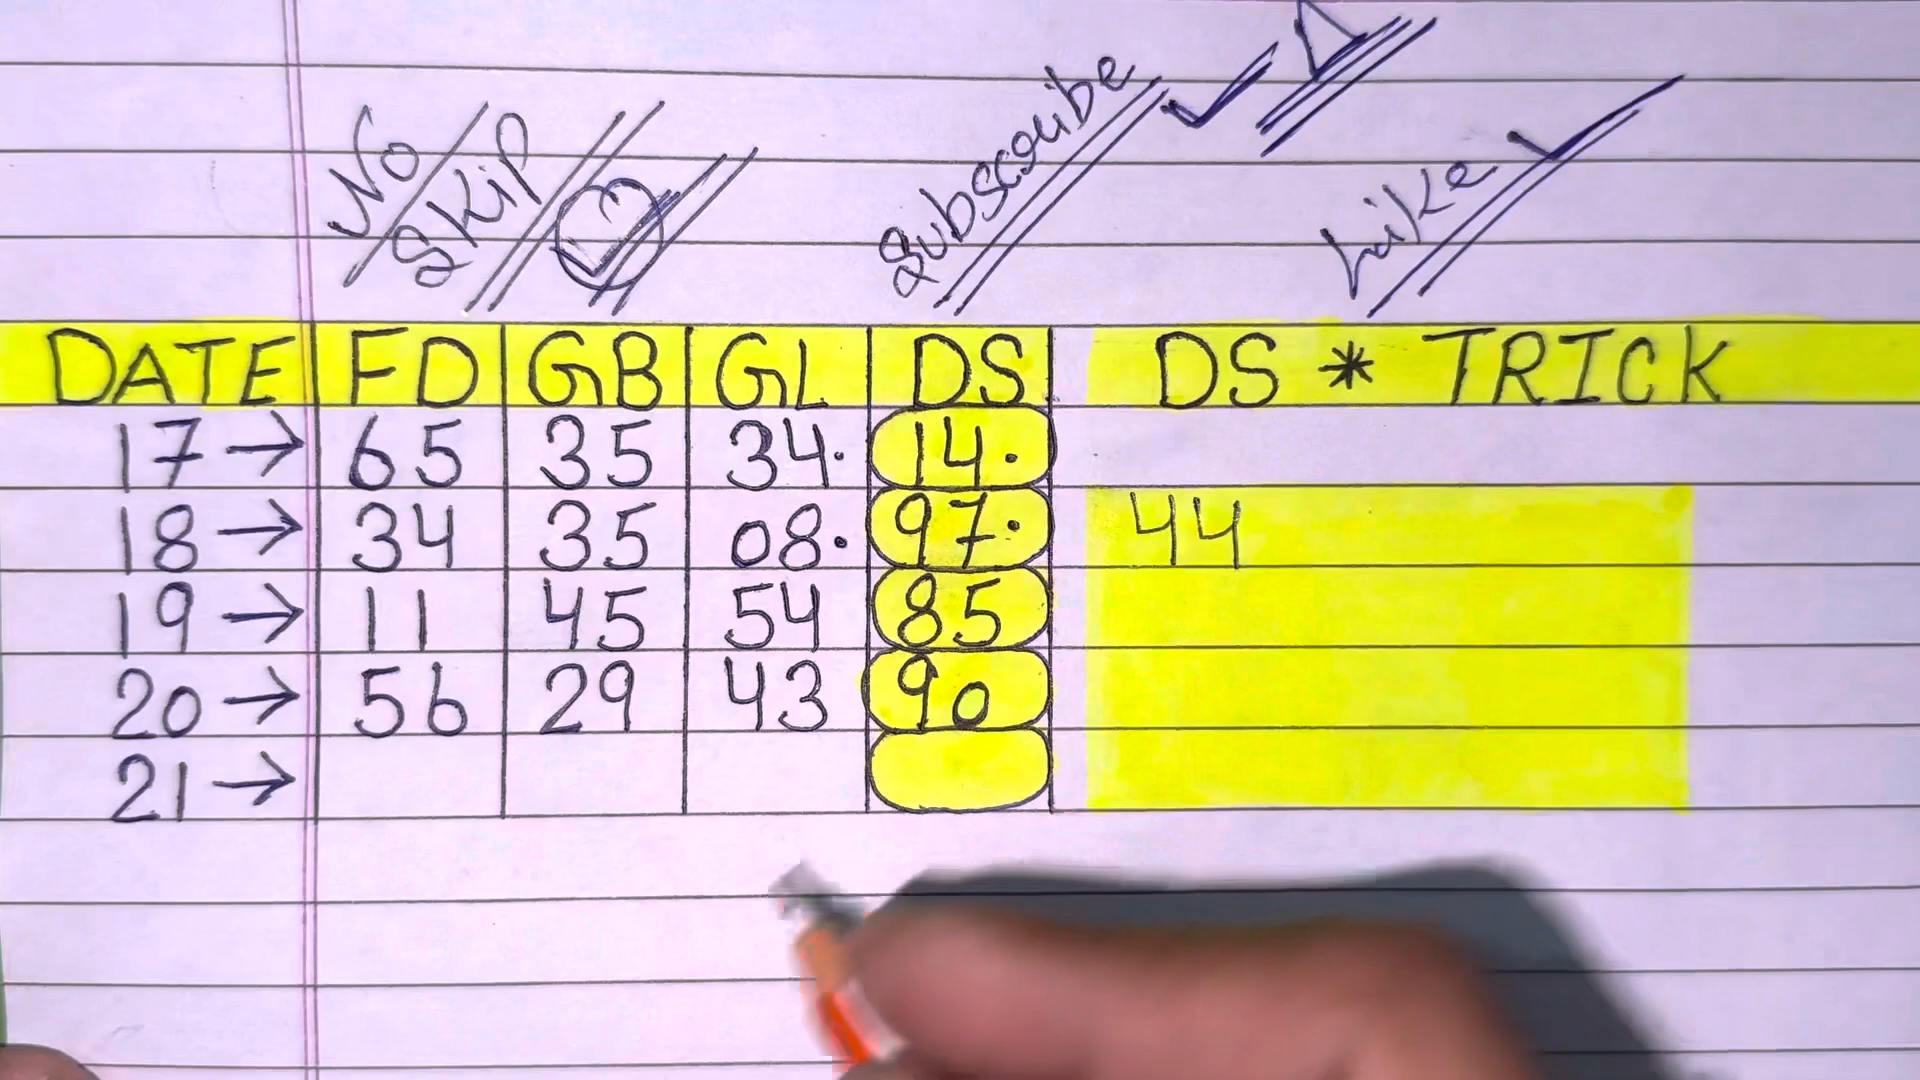 No
Skip
Subscribe
Like
DATE FD GB GL DS DS * TRICK
17 → 65 35 34. 14.
18 → 34 35 08. 97. 44
19 → 11 45 54 85
20 → 56 29 43 90
21 →